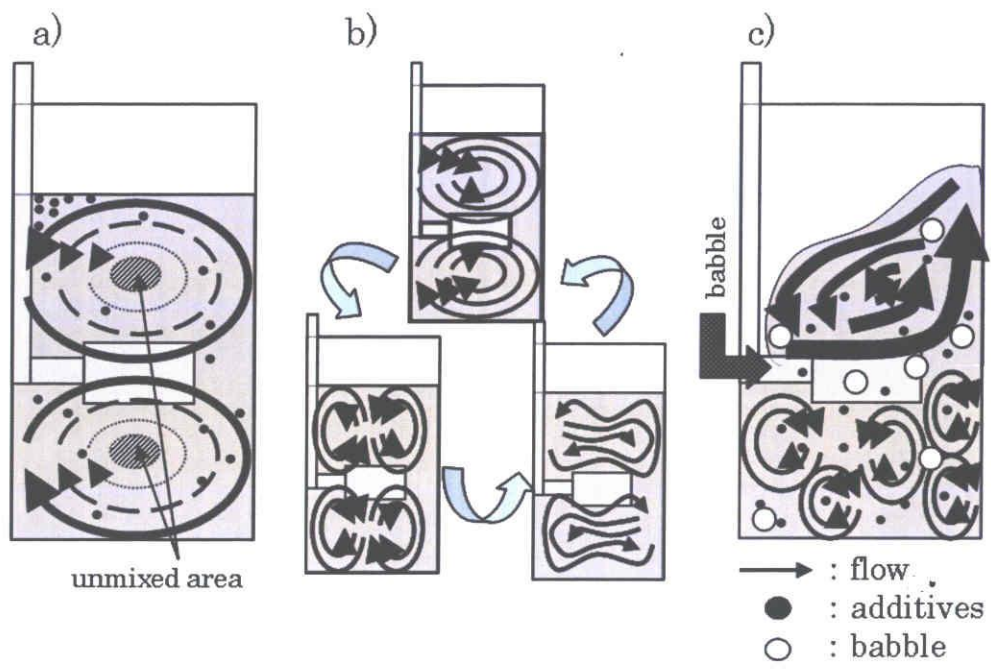 a)
b)
c)
babble
unmixed area
: flow
: additives
: babble